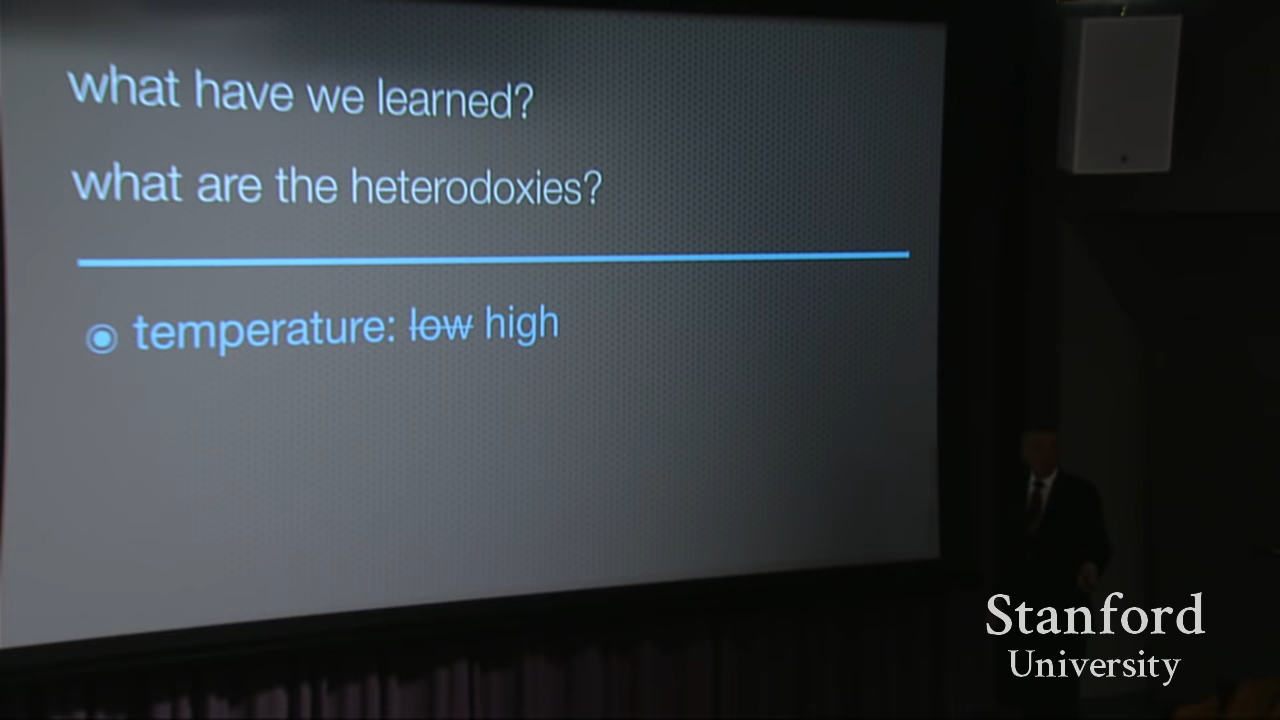 what have we learned?
what are the heterodoxies?
temperature: low high
Stanford
University